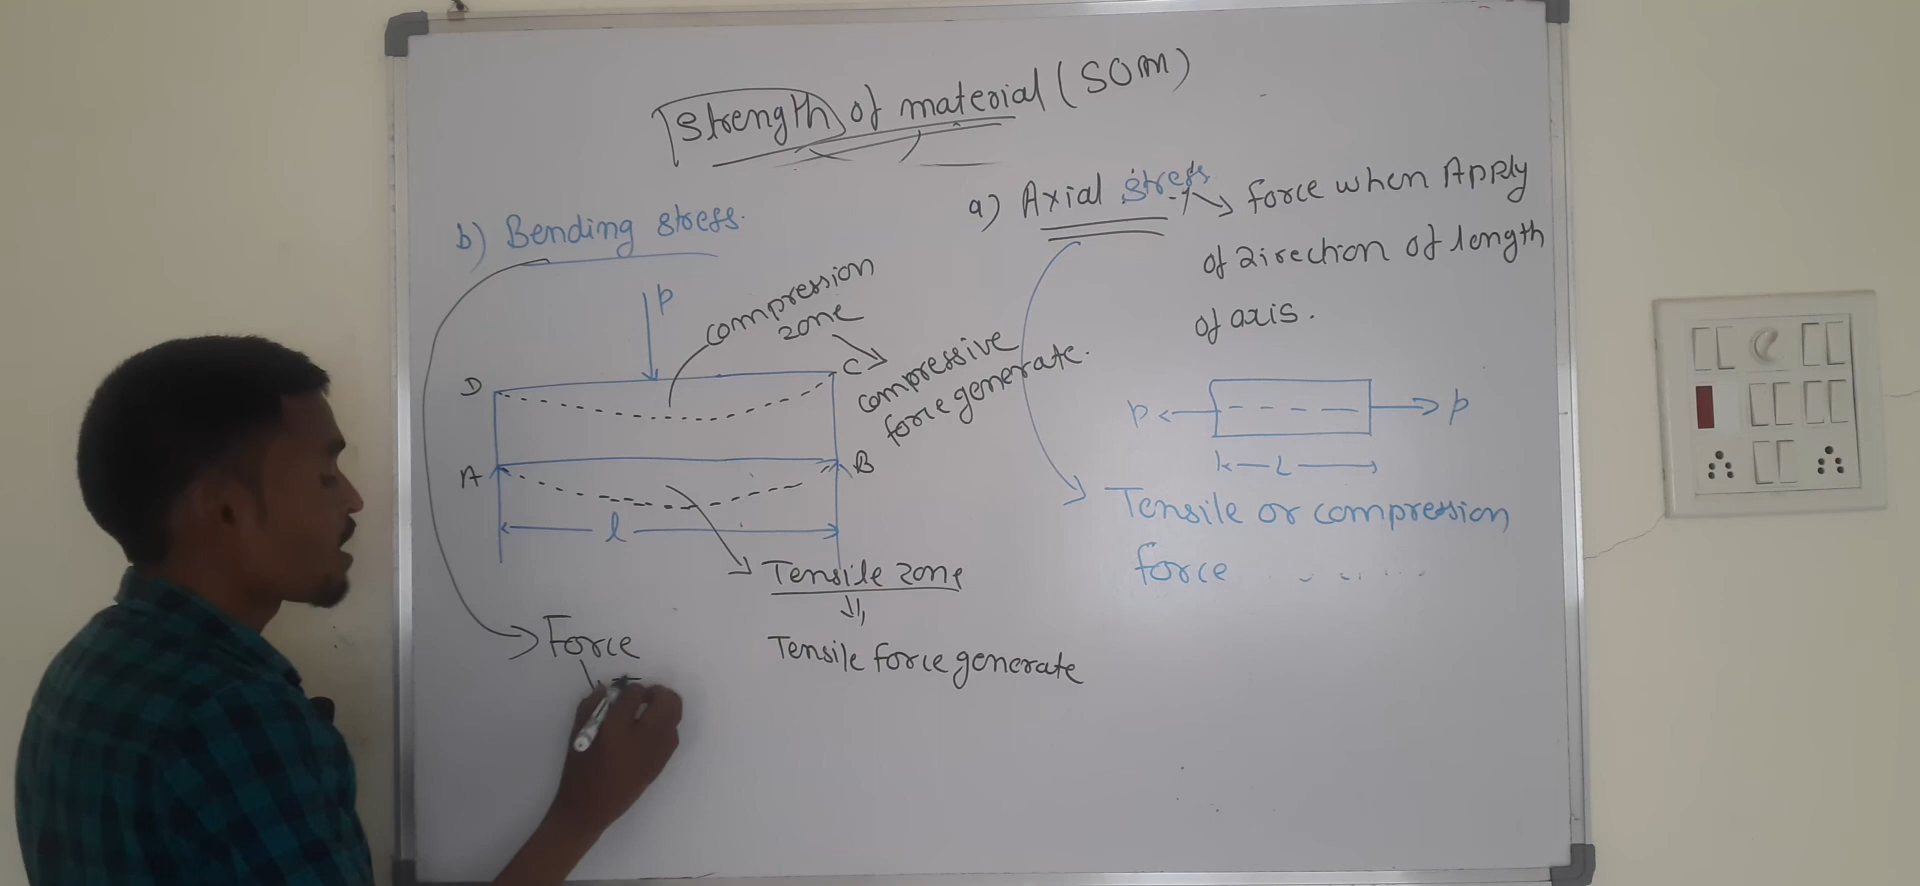 Strength of material (SOM)
a) Axial stress
force when Apply
of direction of length
of axis.
P
P
L
Tensile or compression
force
b) Bending stress.
P
compression
zone
compressive
force generate.
D
C
A
B
l
Tensile zone
Tensile force generate
Force